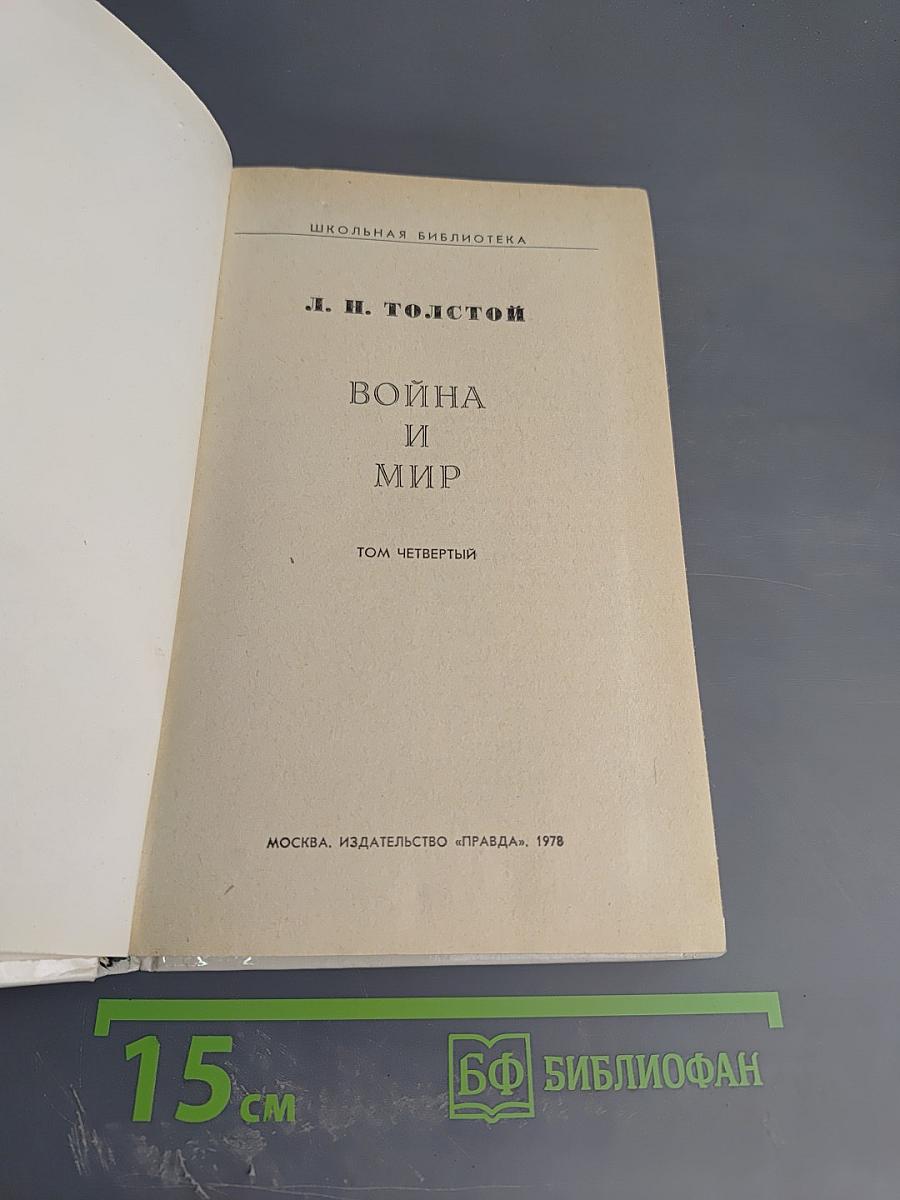 ШКОЛЬНАЯ БИБЛИОТЕКА
Л. Н. ТОЛСТОЙ
ВОЙНА
И
МИР
ТОМ ЧЕТВЕРТЫЙ
МОСКВА. ИЗДАТЕЛЬСТВО «ПРАВДА». 1978
15 СМ
БФ БИБЛИОФАН